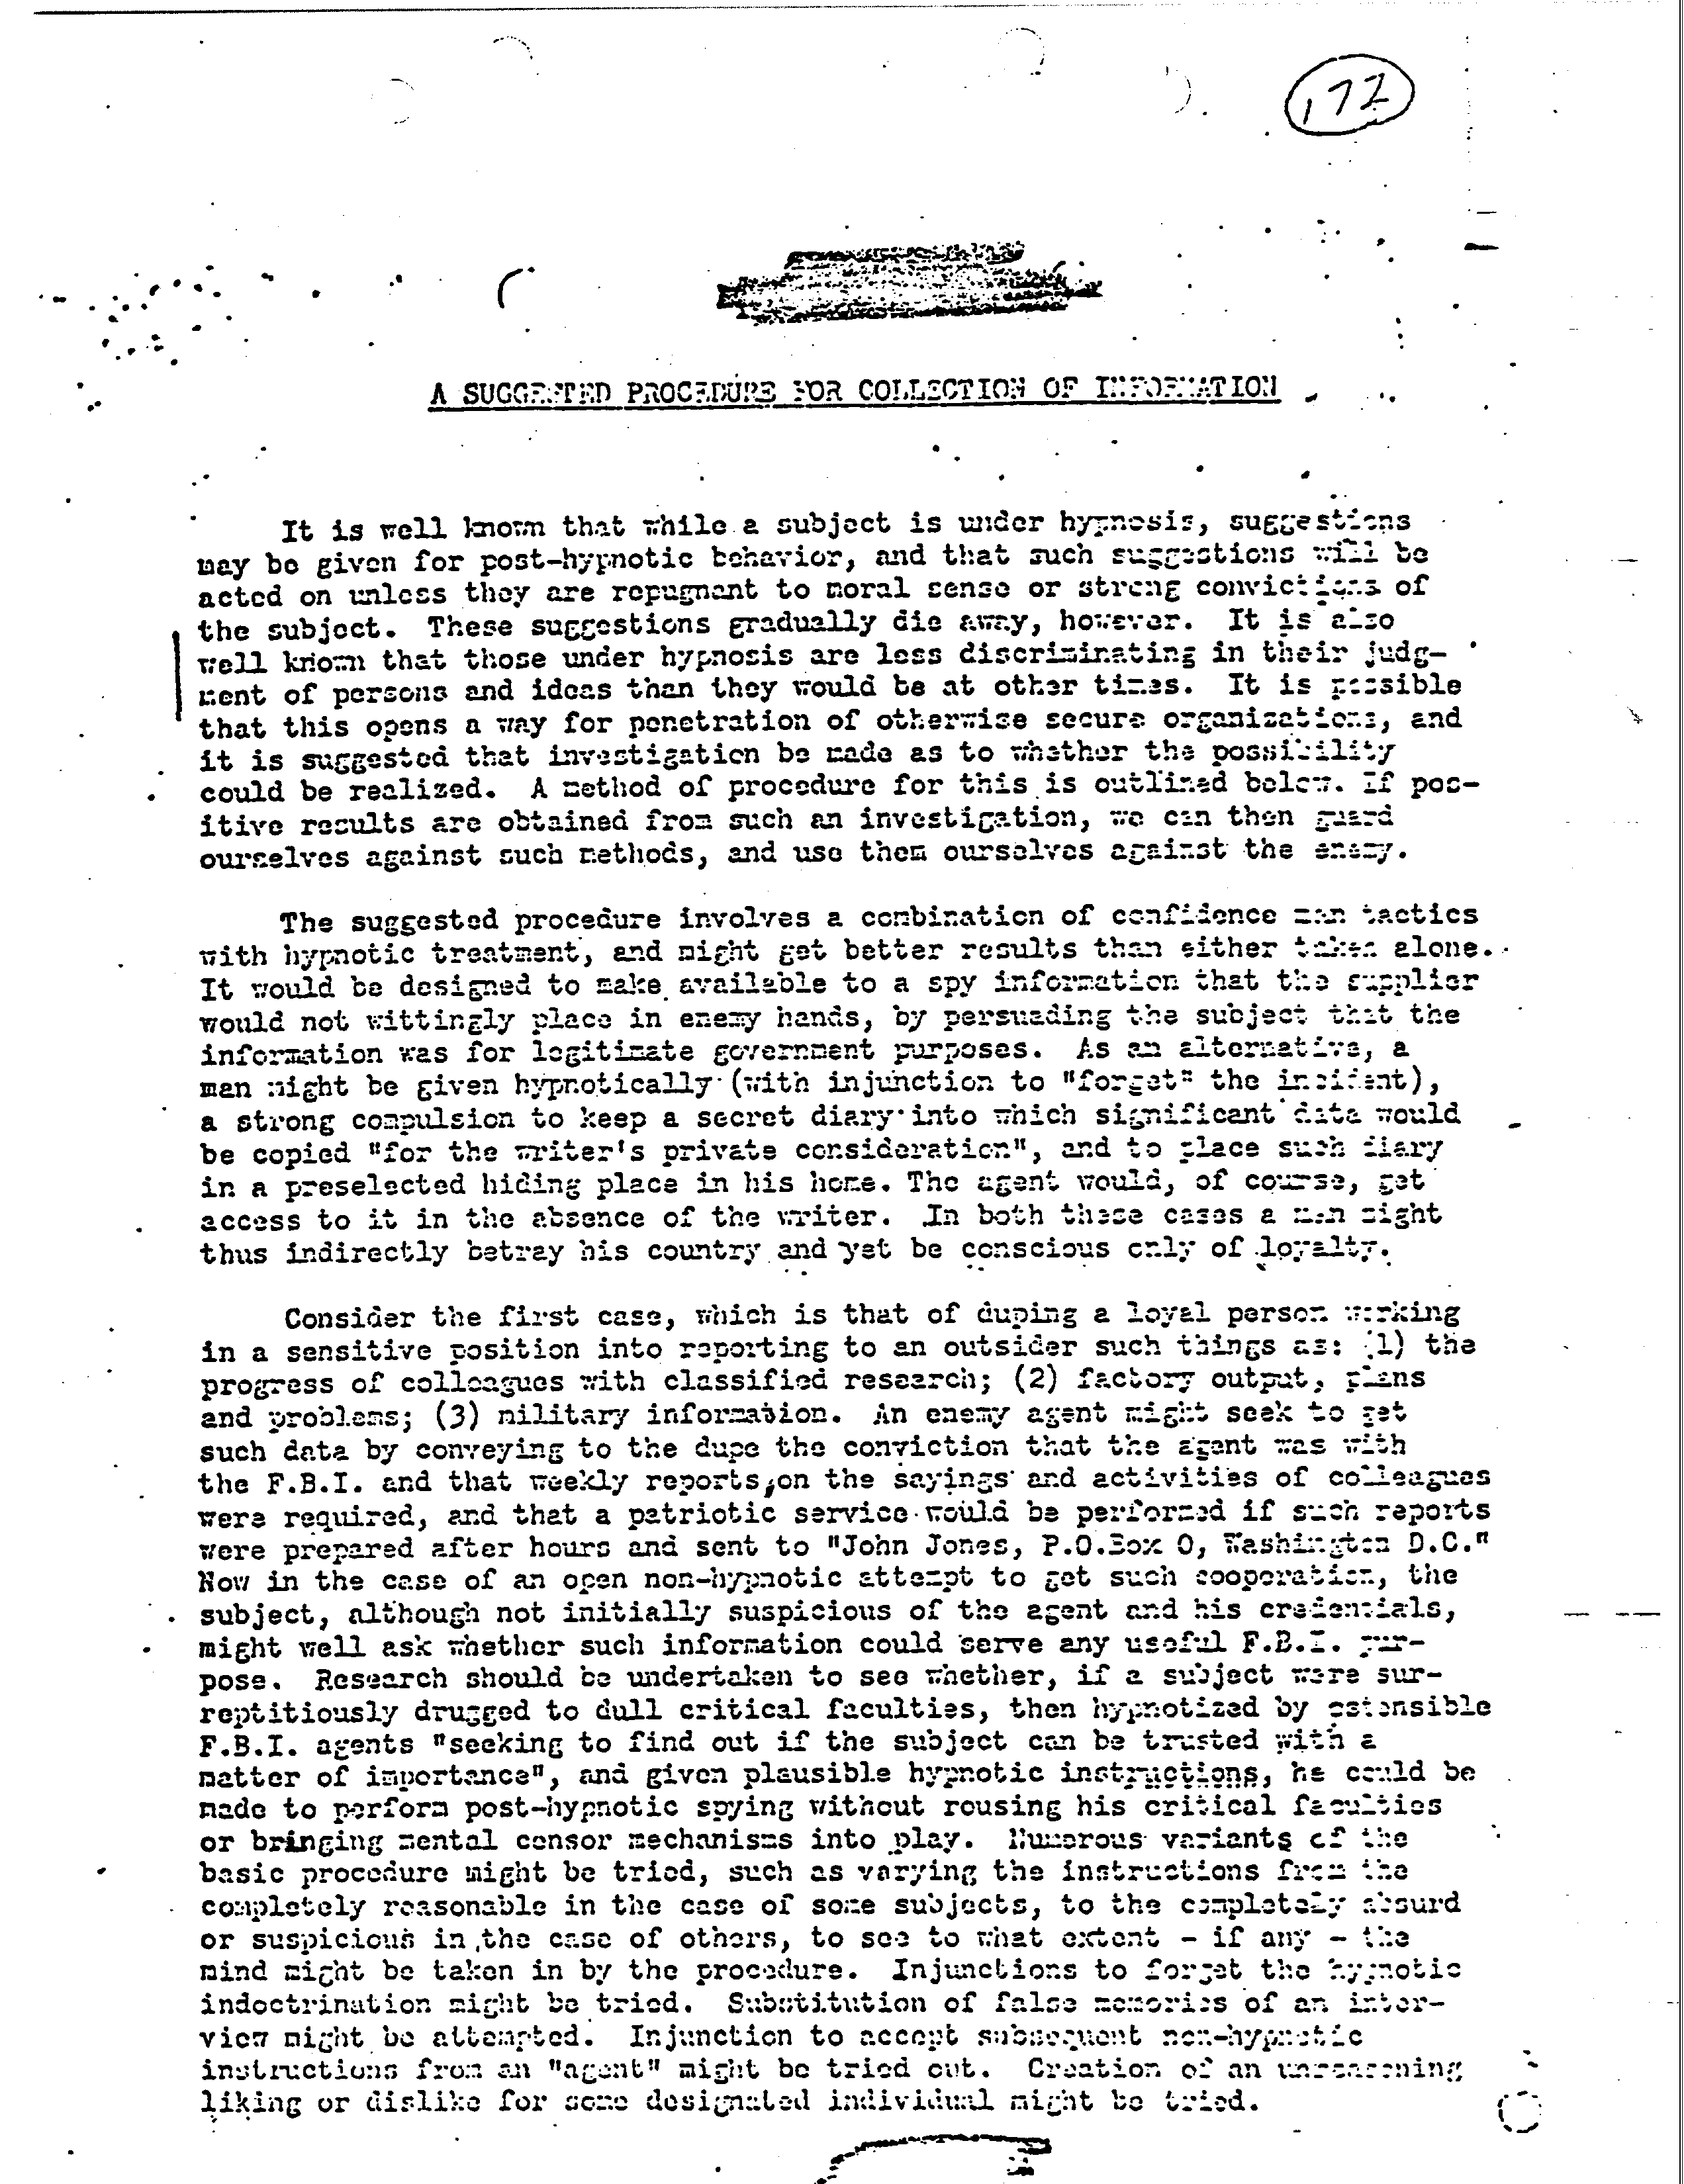 172
A SUGGESTED PROCEDURE FOR COLLECTION OF INFORMATION
It is well known that while a subject is under hypnosis, suggestions
may be given for post-hypnotic behavior, and that such suggestions will be
acted on unless they are repugnant to moral sense or strong convictions of
the subject. These suggestions gradually die away, however. It is also
well known that those under hypnosis are less discriminating in their judg-
ment of persons and ideas than they would be at other times. It is possible
that this opens a way for penetration of otherwise secure organizations, and
it is suggested that investigation be made as to whether the possibility
could be realized. A method of procedure for this is outlined below. If pos-
itive results are obtained from such an investigation, we can then guard
ourselves against such methods, and use them ourselves against the enemy.
The suggested procedure involves a combination of confidence man tactics
with hypnotic treatment, and might get better results than either taken alone.
It would be designed to make available to a spy information that the supplier
would not wittingly place in enemy hands, by persuading the subject that the
information was for legitimate government purposes. As an alternative, a
man might be given hypnotically (with injunction to "forget" the incident),
a strong compulsion to keep a secret diary into which significant data would
be copied "for the writer's private consideration", and to place such diary
in a preselected hiding place in his home. The agent would, of course, get
access to it in the absence of the writer. In both these cases a man might
thus indirectly betray his country and yet be conscious only of loyalty.
Consider the first case, which is that of duping a loyal person working
in a sensitive position into reporting to an outsider such things as: (1) the
progress of colleagues with classified research; (2) factory output, plans
and problems; (3) military information. An enemy agent might seek to get
such data by conveying to the dupe the conviction that the agent was with
the F.B.I. and that weekly reports,on the sayings and activities of colleagues
were required, and that a patriotic service would be performed if such reports
were prepared after hours and sent to "John Jones, P.O.Box O, Washington D.C."
Now in the case of an open non-hypnotic attempt to get such cooperation, the
subject, although not initially suspicious of the agent and his credentials,
might well ask whether such information could serve any useful F.B.I. pur-
pose. Research should be undertaken to see whether, if a subject were sur-
reptitiously drugged to dull critical faculties, then hypnotized by ostensible
F.B.I. agents "seeking to find out if the subject can be trusted with a
matter of importance", and given plausible hypnotic instructions, he could be
made to perform post-hypnotic spying without rousing his critical faculties
or bringing mental censor mechanisms into play. Numerous variants of the
basic procedure might be tried, such as varying the instructions from the
completely reasonable in the case of some subjects, to the completely absurd
or suspicious in the case of others, to see to what extent - if any - the
mind might be taken in by the procedure. Injunctions to forget the hypnotic
indoctrination might be tried. Substitution of false memories of an inter-
view might be attempted. Injunction to accept subsequent non-hypnotic
instructions from an "agent" might be tried out. Creation of an unreasoning
liking or dislike for some designated individual might be tried.